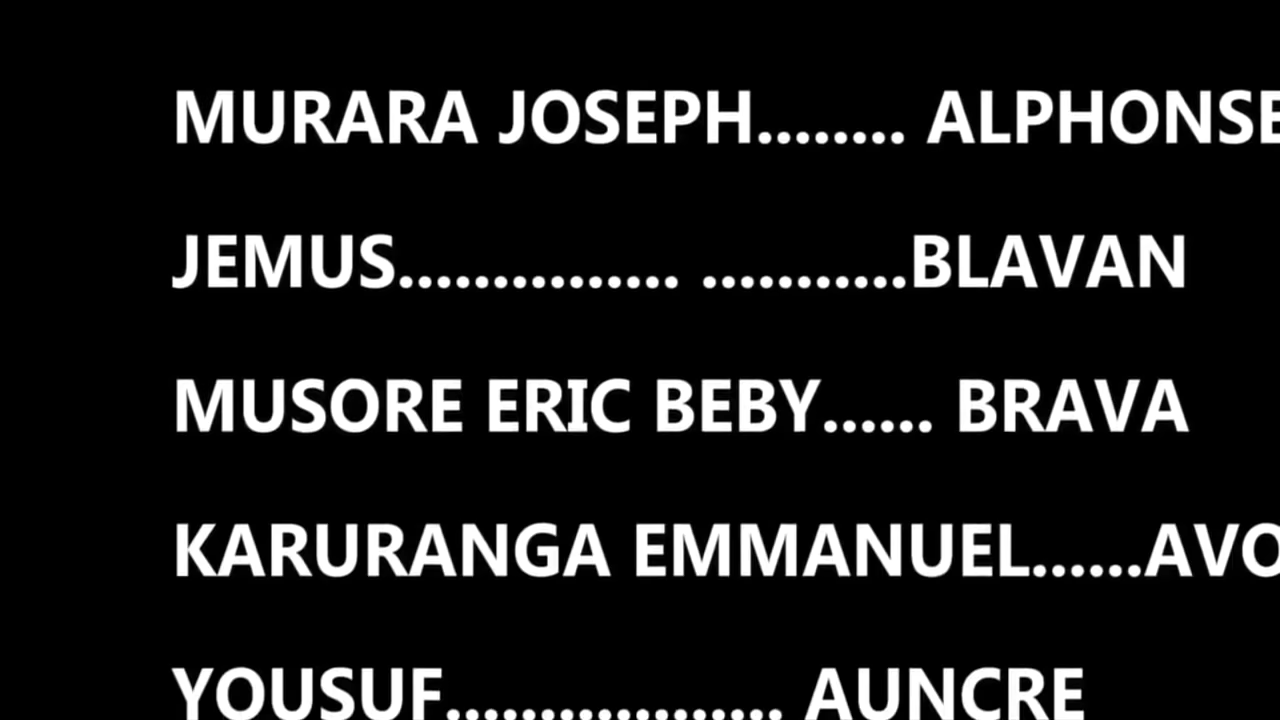 MURARA JOSEPH........ ALPHONSE
JEMUS............... ...........BLAVAN
MUSORE ERIC BEBY...... BRAVA
KARURANGA EMMANUEL......AVO
YOUSUF.................. AUNCRE